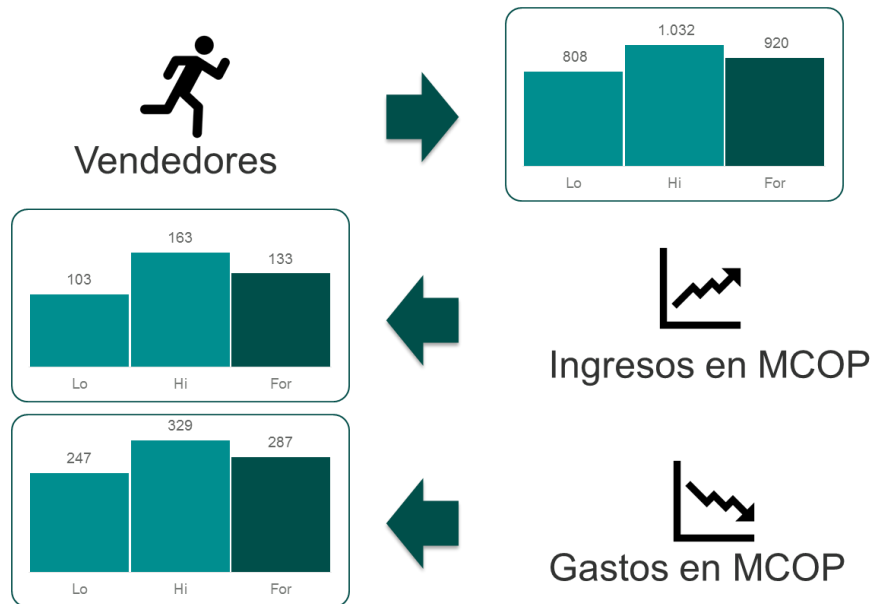 Vendedores
808
1.032
920
Lo
Hi
For
103
163
133
Lo
Hi
For
Ingresos en MCOP
247
329
287
Lo
Hi
For
Gastos en MCOP